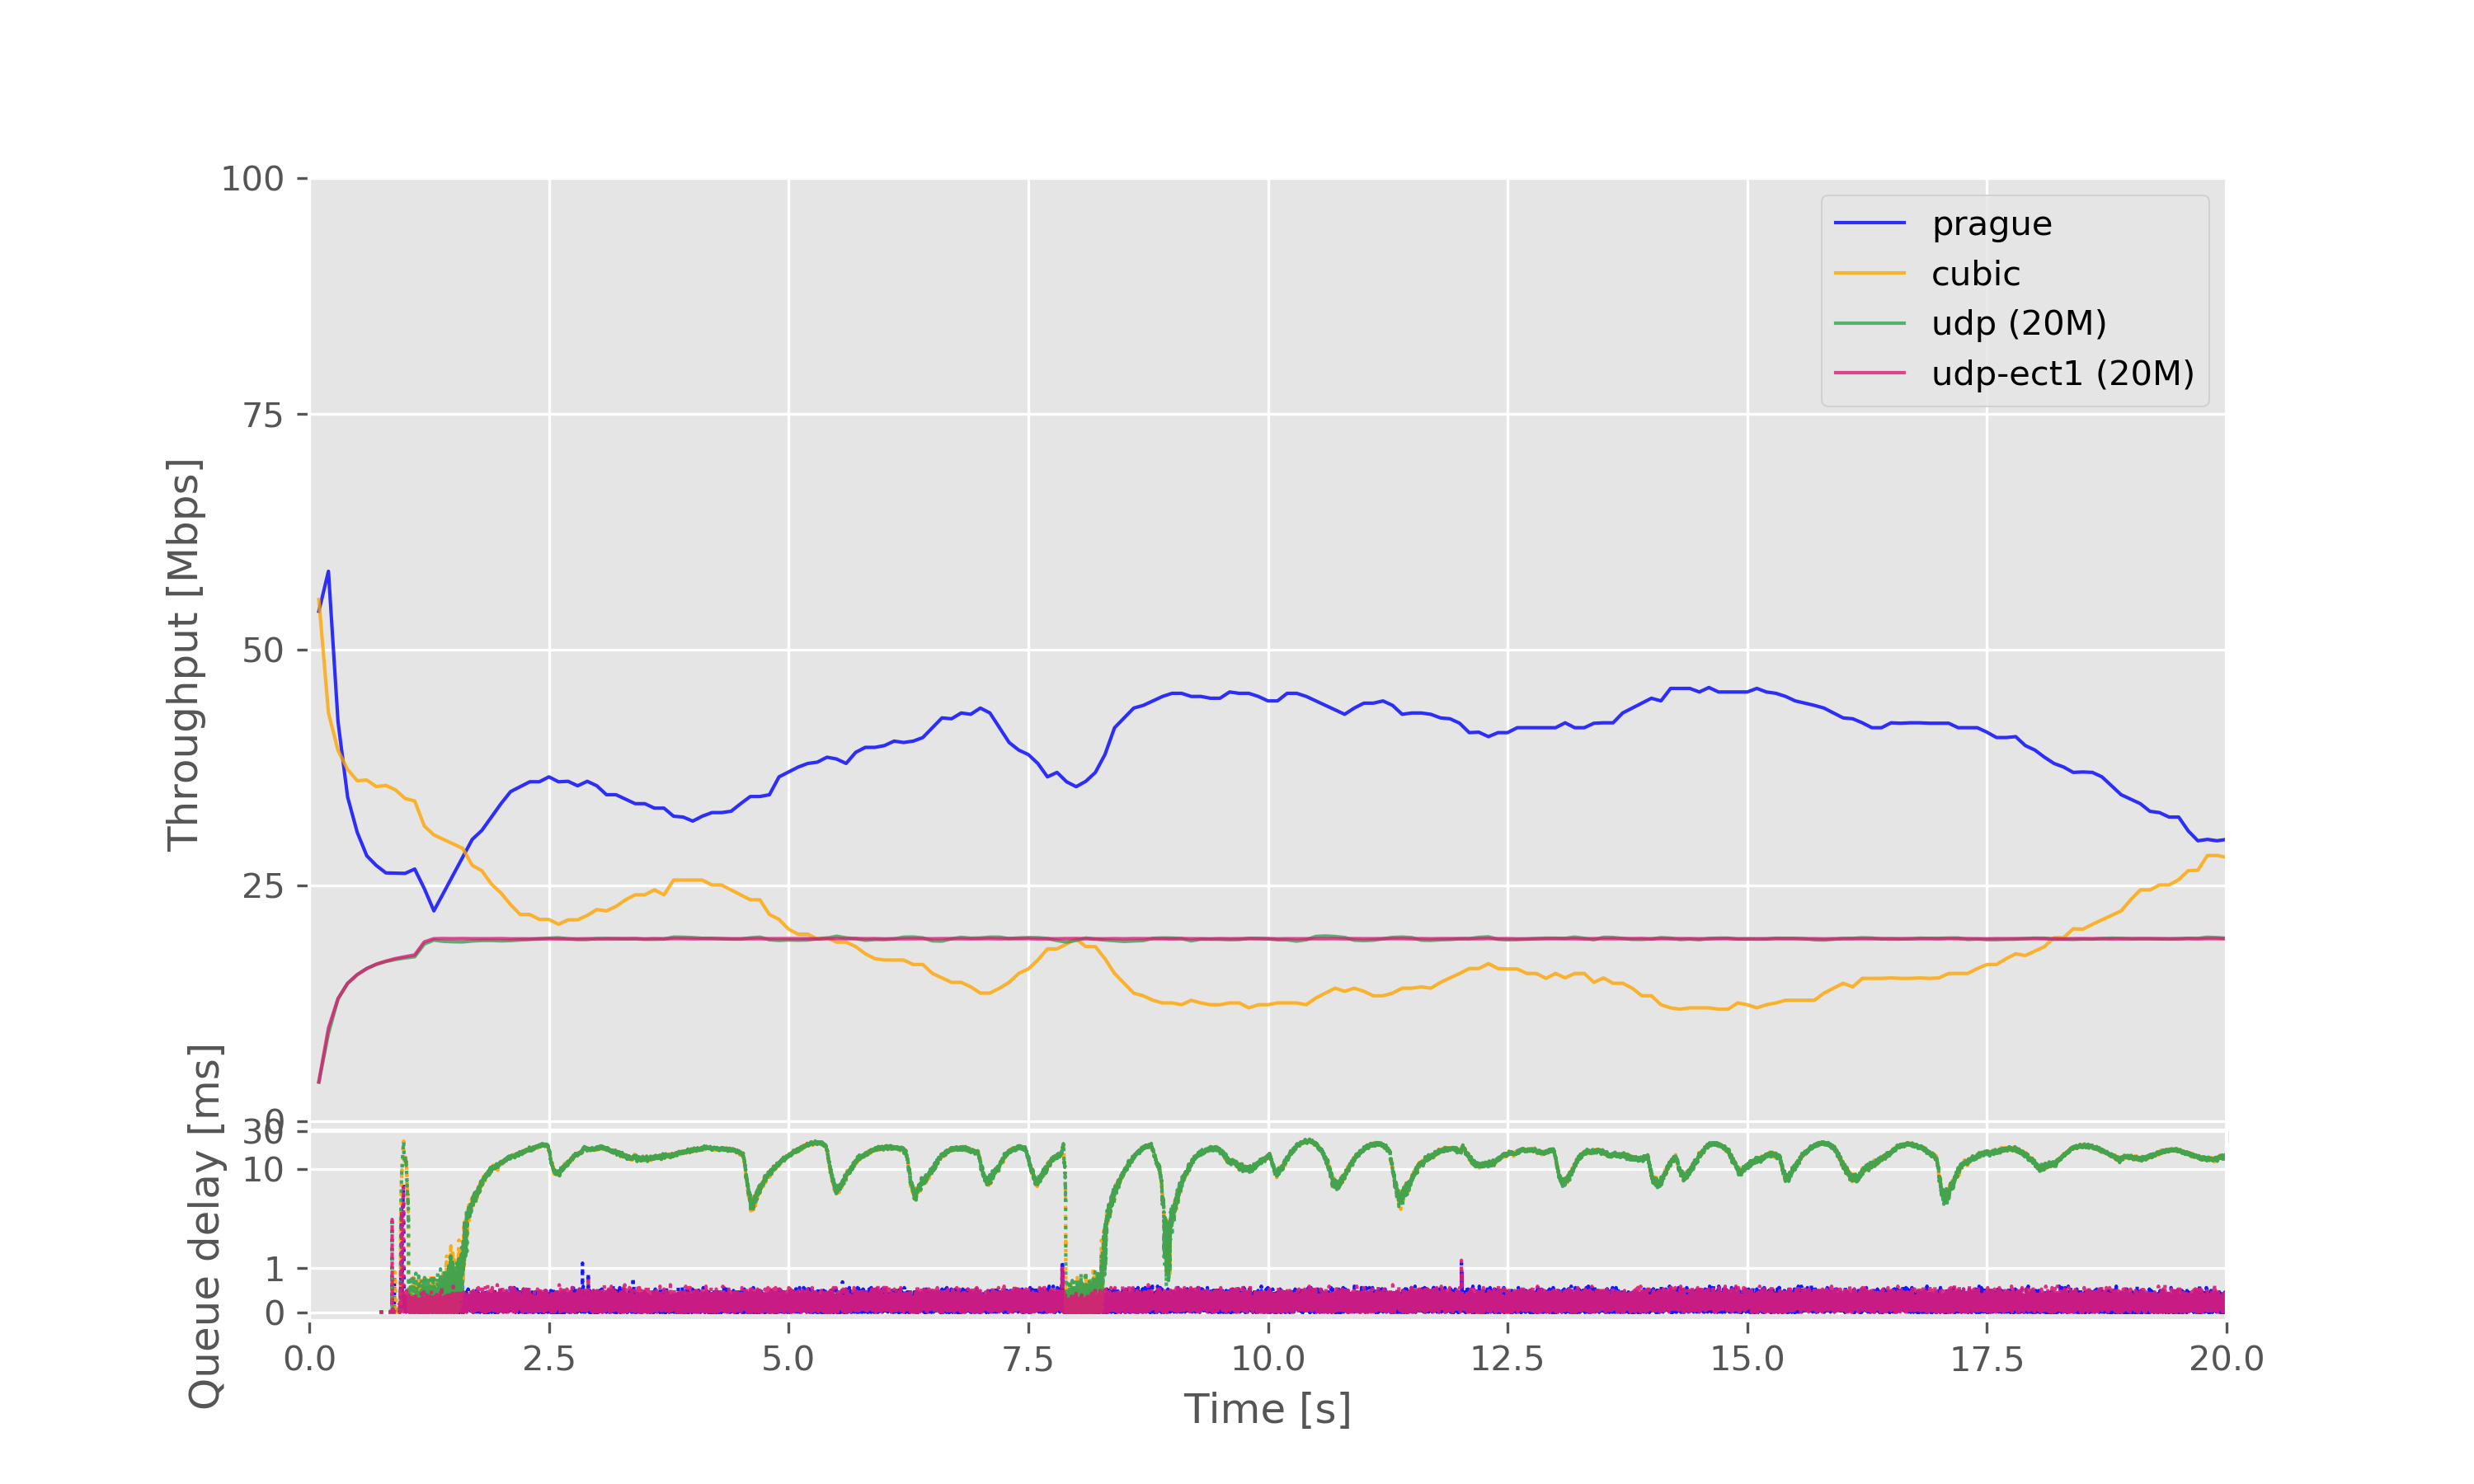 100
75
50
25
0
Throughput [Mbps]
prague
cubic
udp (20M)
udp-ect1 (20M)
30
10
1
0
Queue delay [ms]
0.0 2.5 5.0 7.5 10.0 12.5 15.0 17.5 20.0
Time [s]